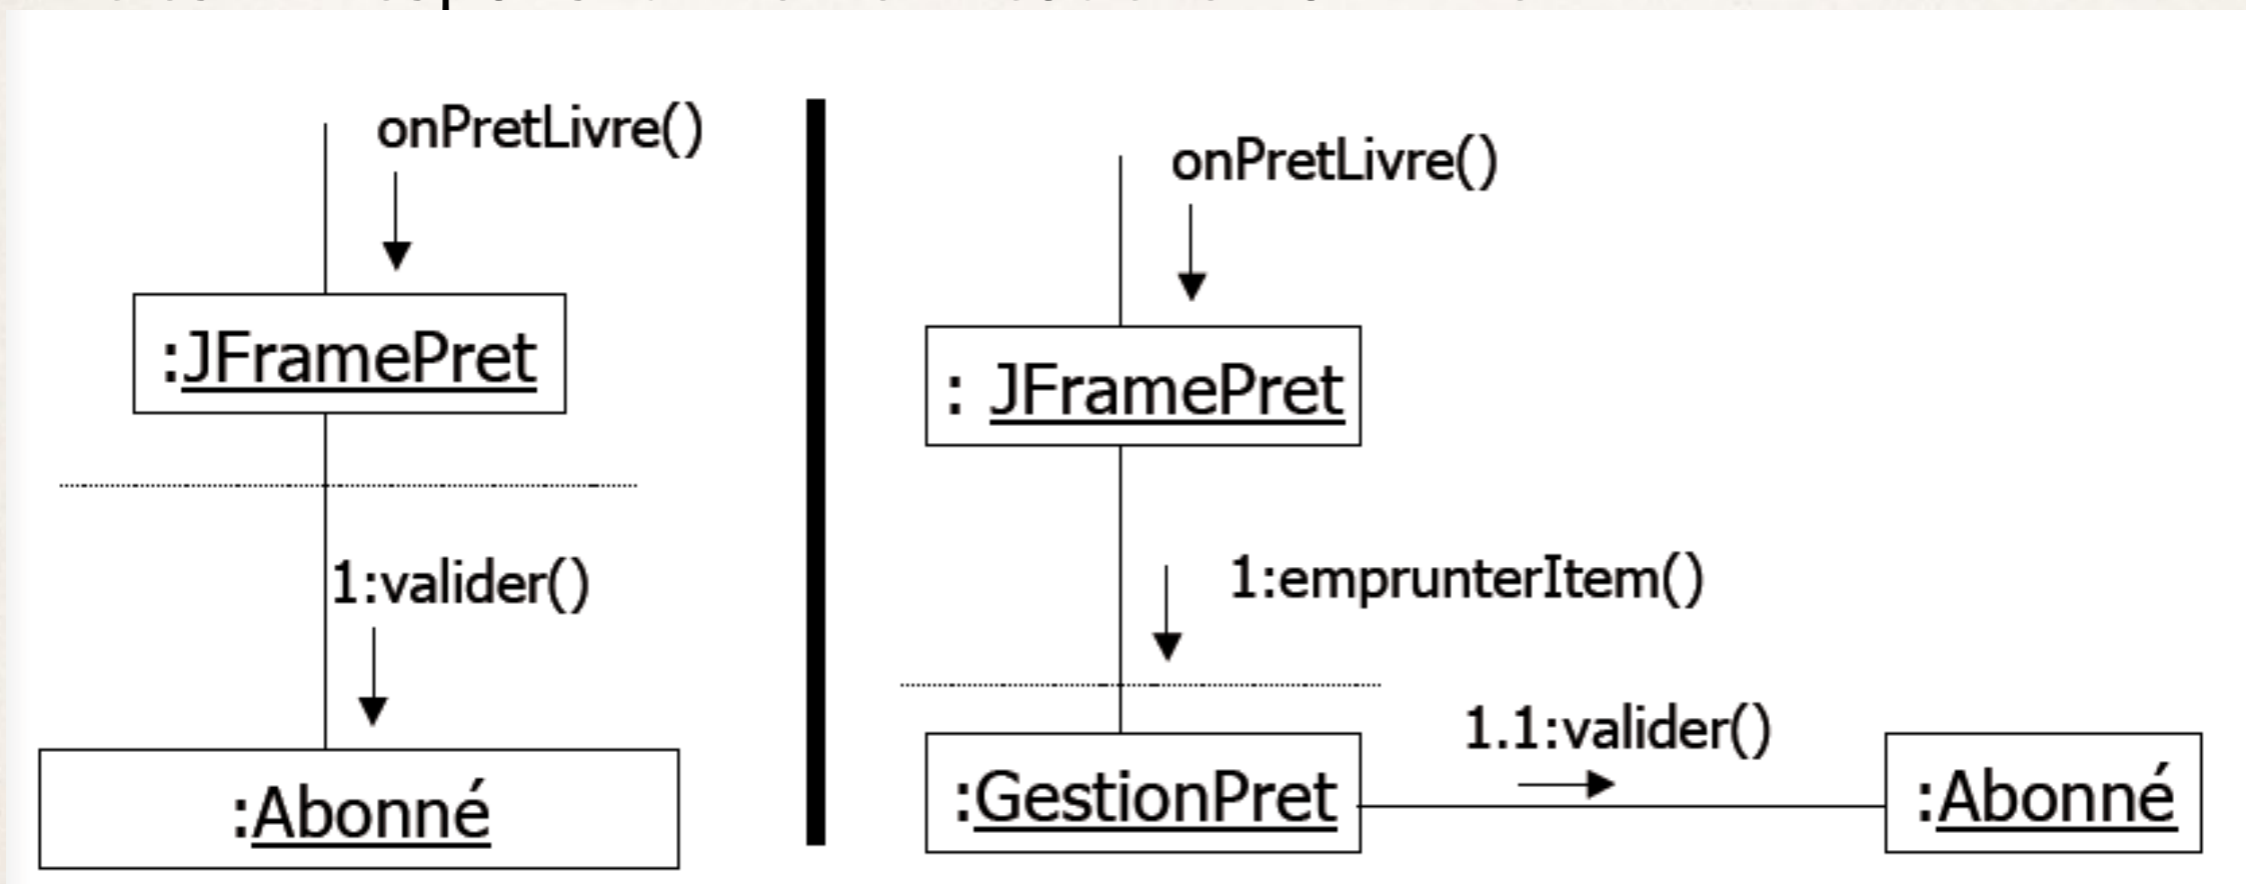 onPretLivre()
:JFramePret
1:valider()
:Abonné
onPretLivre()
: JFramePret
1:emprunterItem()
:GestionPret
1.1:valider()
:Abonné